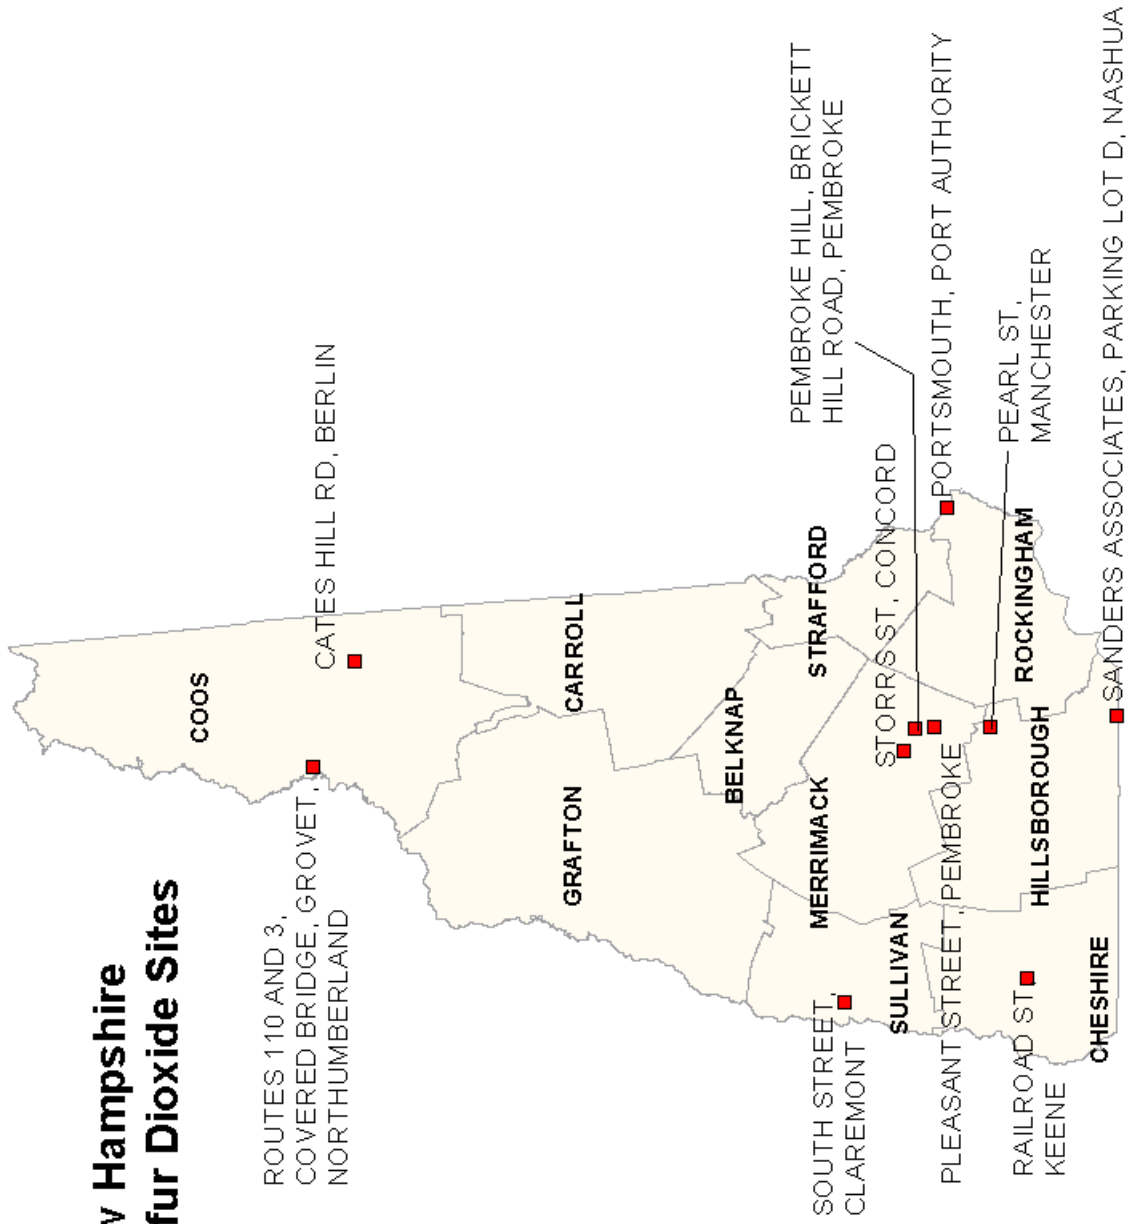 w Hampshire
fur Dioxide Sites
COOS
ROUTES 110 AND 3,
COVERED BRIDGE, GROVET,
NORTHUMBERLAND
CATES HILL RD, BERLIN
GRAFTON
CARROLL
BELKNAP
MERRIMACK
STRAFFORD
SOUTH STREET,
CLAREMONT
SULLIVAN
STORRS ST, CONCORD
PEMBROKE HILL, BRICKETT
HILL ROAD, PEMBROKE
PLEASANT STREET, PEMBROKE
PORTSMOUTH, PORT AUTHORITY
PEARL ST,
MANCHESTER
ROCKINGHAM
HILLSBOROUGH
RAILROAD ST,
KEENE
CHESHIRE
SANDERS ASSOCIATES, PARKING LOT D, NASHUA